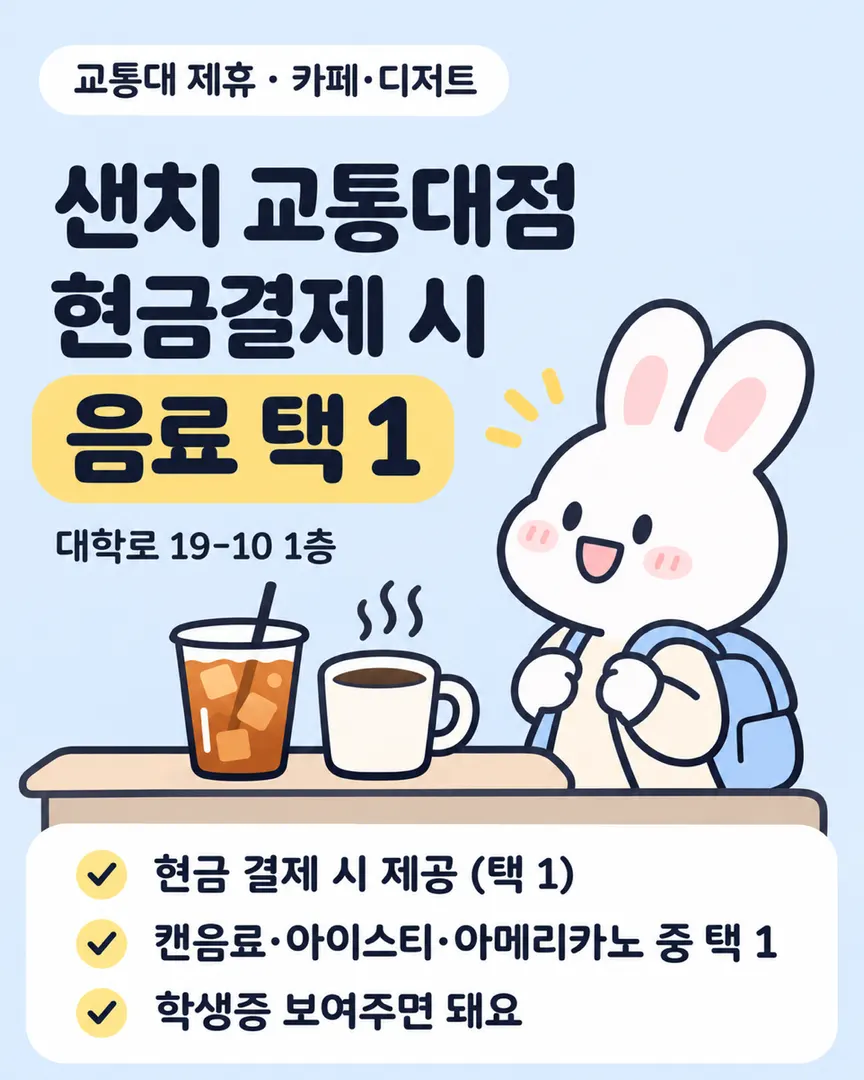 교통대 제휴 · 카페·디저트
샌치 교통대점
현금결제 시
음료 택 1
대학로 19-10 1층
현금 결제 시 제공 (택 1)
캔음료·아이스티·아메리카노 중 택 1
학생증 보여주면 돼요